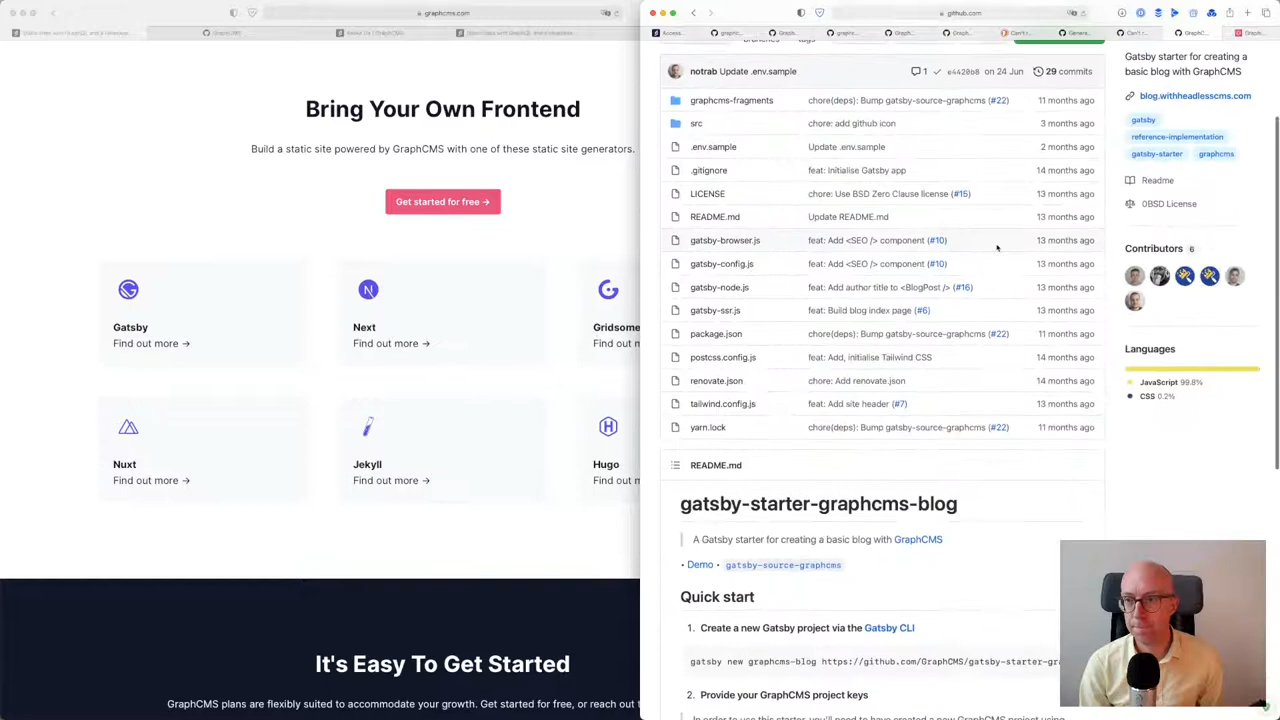 graphcms.com
Bring Your Own Frontend
Build a static site powered by GraphCMS with one of these static site generators.
Get started for free →
Gatsby
Find out more →
Next
Find out more →
Gridsome
Find out m
Nuxt
Find out more →
Jekyll
Find out more →
Hugo
Find out m
It's Easy To Get Started
GraphCMS plans are flexibly suited to accommodate your growth. Get started for free, or reach out t
github.com
notrab Update .env.sample
1
e4420b8 on 24 Jun
29 commits
graphcms-fragments
chore(deps): Bump gatsby-source-graphcms (#22)
11 months ago
src
chore: add github icon
3 months ago
.env.sample
Update .env.sample
2 months ago
.gitignore
feat: Initialise Gatsby app
14 months ago
LICENSE
chore: Use BSD Zero Clause license (#15)
13 months ago
README.md
Update README.md
13 months ago
gatsby-browser.js
feat: Add <SEO /> component (#10)
13 months ago
gatsby-config.js
feat: Add <SEO /> component (#10)
13 months ago
gatsby-node.js
feat: Add author title to <BlogPost /> (#16)
13 months ago
gatsby-ssr.js
feat: Build blog index page (#6)
13 months ago
package.json
chore(deps): Bump gatsby-source-graphcms (#22)
11 months ago
postcss.config.js
feat: Add, initialise Tailwind CSS
14 months ago
renovate.json
chore: Add renovate.json
14 months ago
tailwind.config.js
feat: Add site header (#7)
13 months ago
yarn.lock
chore(deps): Bump gatsby-source-graphcms (#22)
11 months ago
README.md
gatsby-starter-graphcms-blog
A Gatsby starter for creating a basic blog with GraphCMS
• Demo • gatsby-source-graphcms
Quick start
1. Create a new Gatsby project via the Gatsby CLI
gatsby new graphcms-blog https://github.com/GraphCMS/gatsby-starter-gra
2. Provide your GraphCMS project keys
Gatsby starter for creating a
basic blog with GraphCMS
blog.withheadlesscms.com
gatsby
reference-implementation
gatsby-starter
graphcms
Readme
0BSD License
Contributors 6
Languages
JavaScript 99.8%
CSS 0.2%